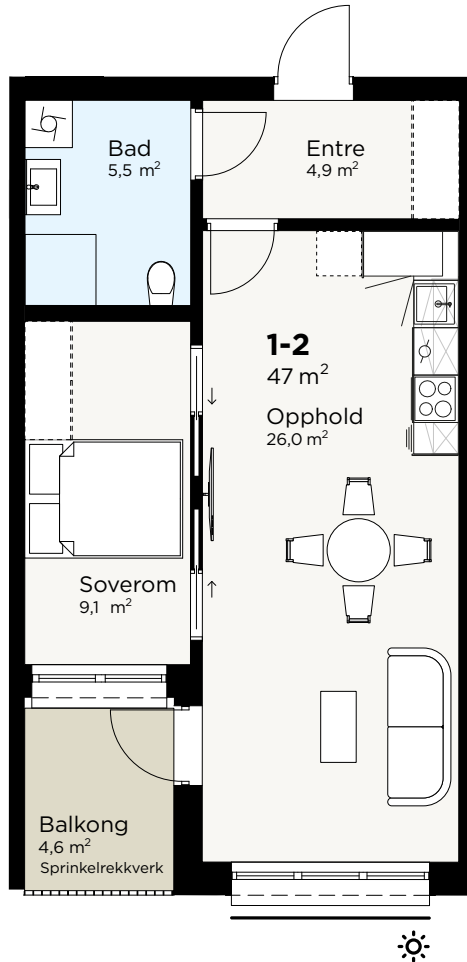 Bad
5,5 m²
Entre
4,9 m²
1-2
47 m²
Opphold
26,0 m²
Soverom
9,1 m²
Balkong
4,6 m²
Sprinkelrekkverk